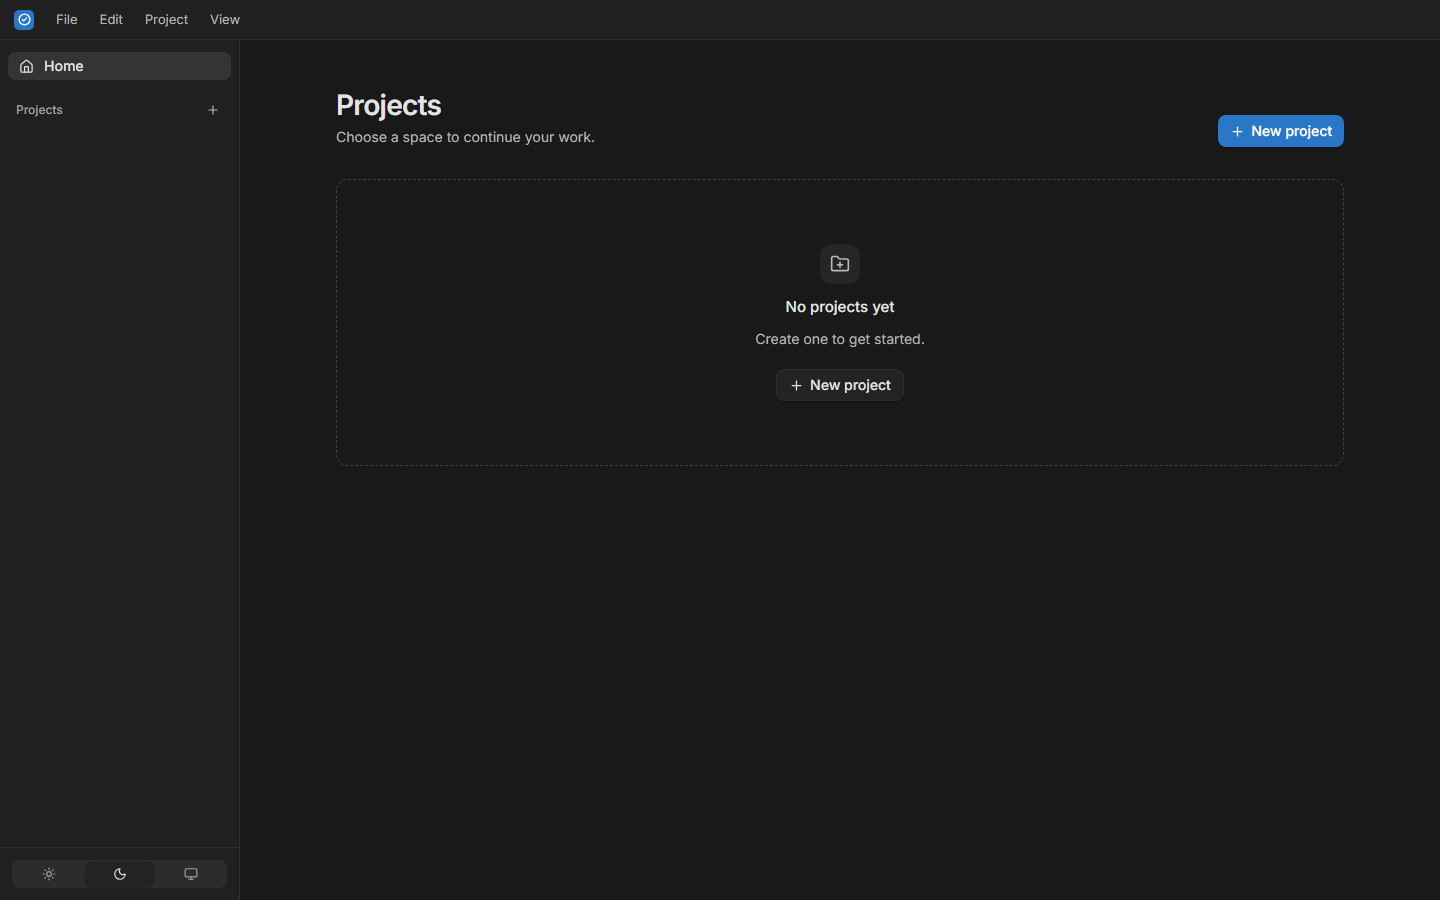 File Edit Project View
Home
Projects
Projects
Choose a space to continue your work.
New project
No projects yet
Create one to get started.
New project